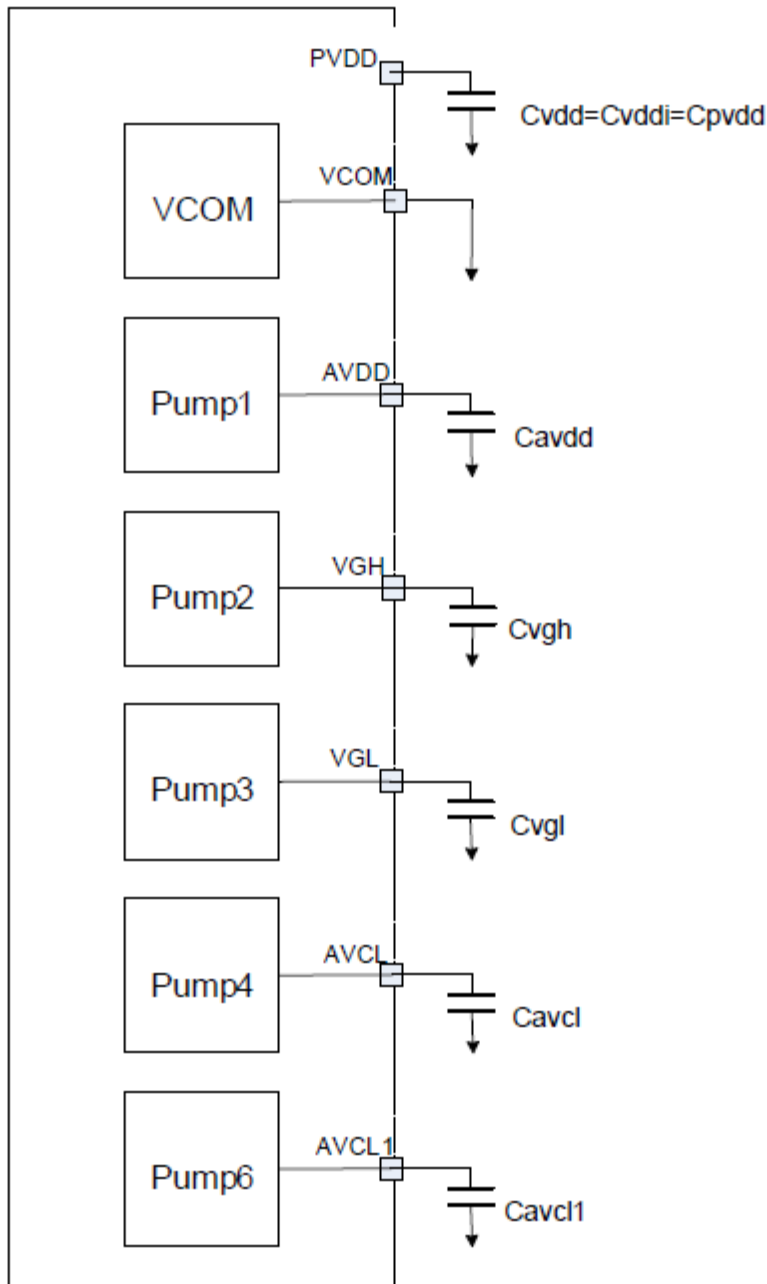 PVDD
Cvdd=Cvddi=Cpvdd
VCOM
VCOM
AVDD
Pump1
Cavdd
VGH
Pump2
Cvgh
VGL
Pump3
Cvgl
AVCL
Pump4
Cavcl
AVCL1
Pump6
Cavcl1